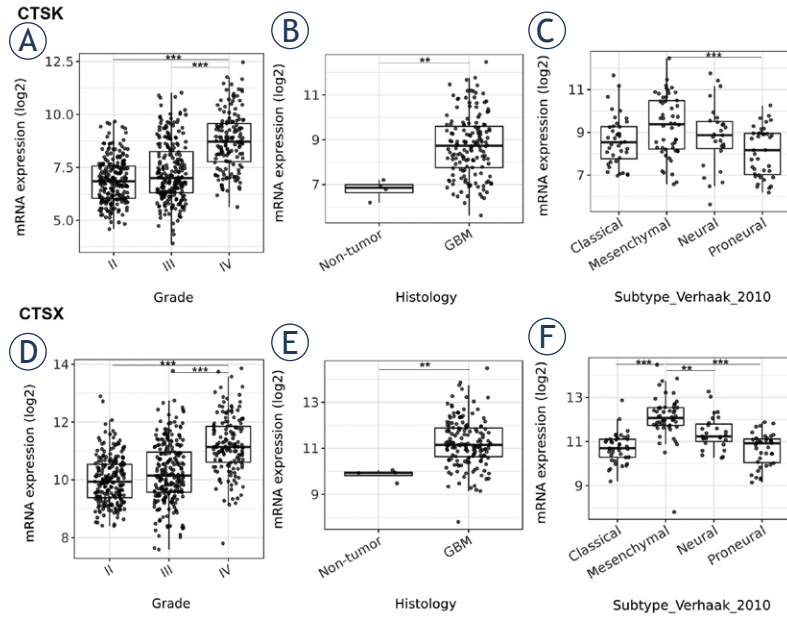 CTSK
A
mRNA expression (log2)
12.5
10.0
7.5
5.0
***
***
II
III
IV
Grade
B
mRNA expression (log2)
11
9
7
**
Non-tumor
GBM
Histology
C
mRNA expression (log2)
11
9
7
***
Classical
Mesenchymal
Neural
Proneural
Subtype_Verhaak_2010
CTSX
D
mRNA expression (log2)
14
12
10
8
***
***
II
III
IV
Grade
E
mRNA expression (log2)
13
11
9
**
Non-tumor
GBM
Histology
F
mRNA expression (log2)
13
11
9
***
***
**
Classical
Mesenchymal
Neural
Proneural
Subtype_Verhaak_2010